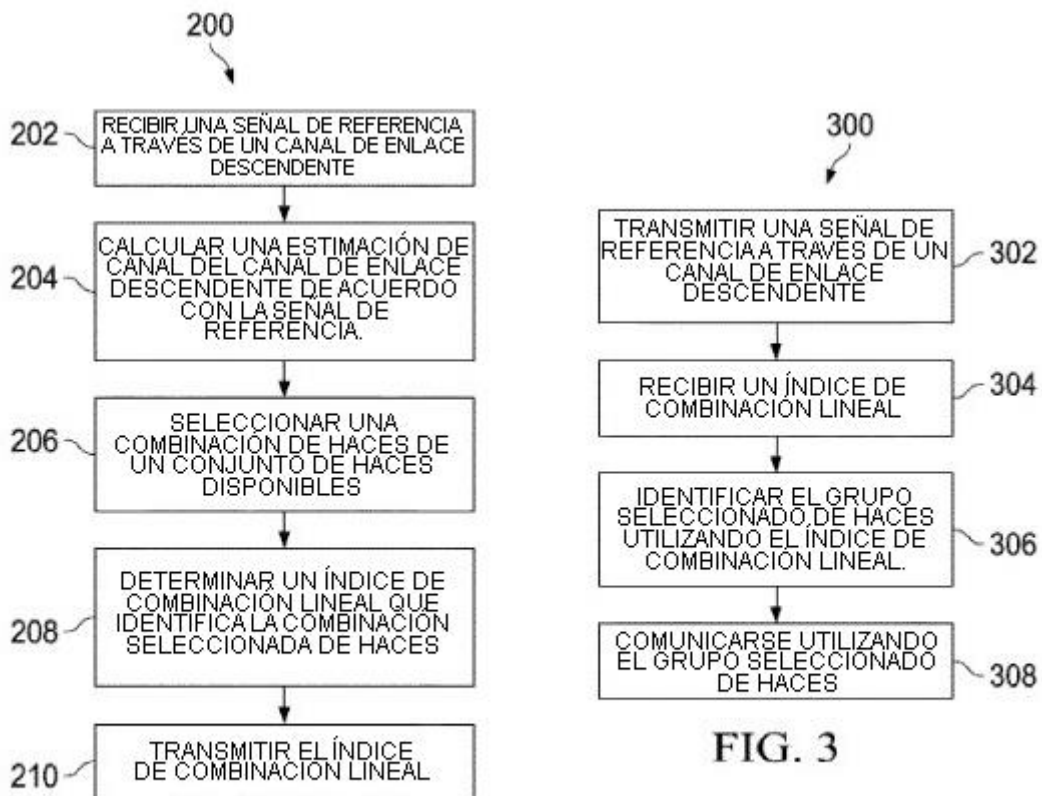 200
202
RECIBIR UNA SEÑAL DE REFERENCIA
A TRAVÉS DE UN CANAL DE ENLACE
DESCENDENTE
204
CALCULAR UNA ESTIMACIÓN DE
CANAL DEL CANAL DE ENLACE
DESCENDENTE DE ACUERDO
CON LA SEÑAL DE
REFERENCIA.
206
SELECCIONAR UNA
COMBINACIÓN DE HACES DE
UN CONJUNTO DE HACES
DISPONIBLES
208
DETERMINAR UN ÍNDICE DE
COMBINACIÓN LINEAL QUE
IDENTIFICA LA COMBINACIÓN
SELECCIONADA DE HACES
210
TRANSMITIR EL ÍNDICE
DE COMBINACIÓN LINEAL
300
TRANSMITIR UNA SEÑAL DE
REFERENCIA A TRAVÉS DE UN
CANAL DE ENLACE
DESCENDENTE
302
RECIBIR UN ÍNDICE DE
COMBINACIÓN LINEAL
304
IDENTIFICAR EL GRUPO
SELECCIONADO DE HACES
UTILIZANDO EL ÍNDICE DE
COMBINACIÓN LINEAL.
306
COMUNICARSE UTILIZANDO
EL GRUPO SELECCIONADO
DE HACES
308
FIG. 3